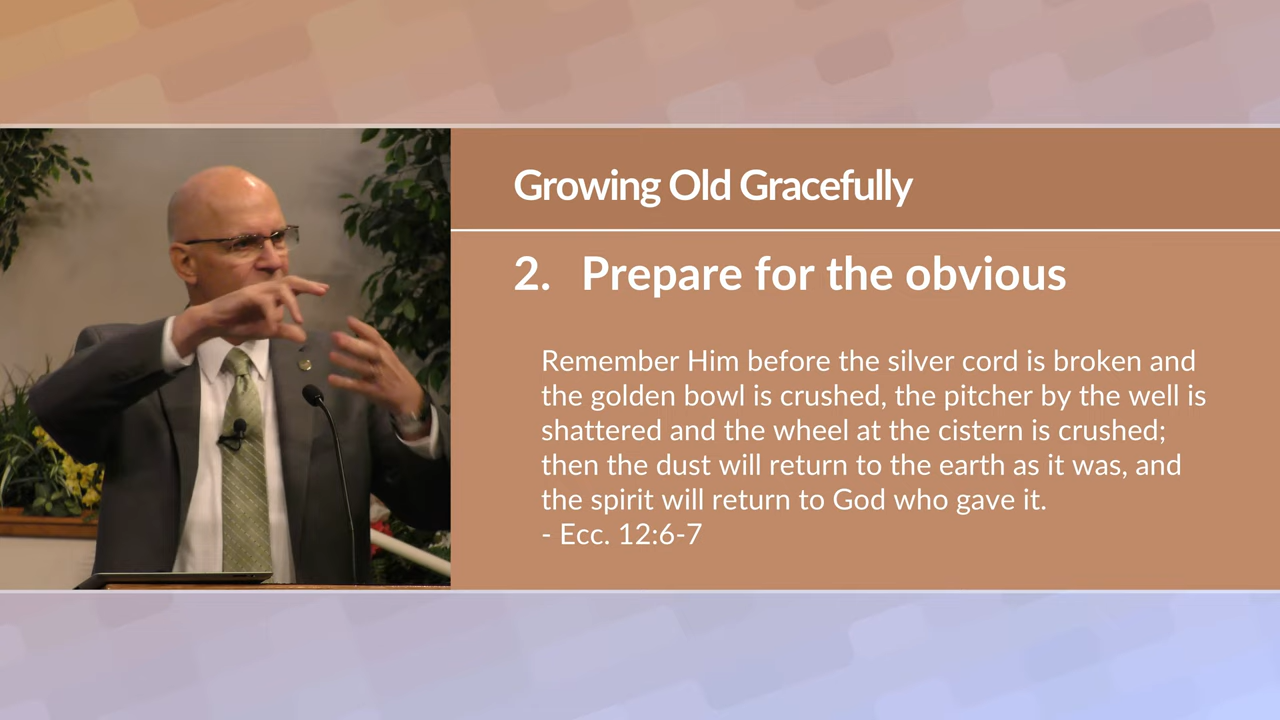 Growing Old Gracefully
2. Prepare for the obvious
Remember Him before the silver cord is broken and
the golden bowl is crushed, the pitcher by the well is
shattered and the wheel at the cistern is crushed;
then the dust will return to the earth as it was, and
the spirit will return to God who gave it.
- Ecc. 12:6-7